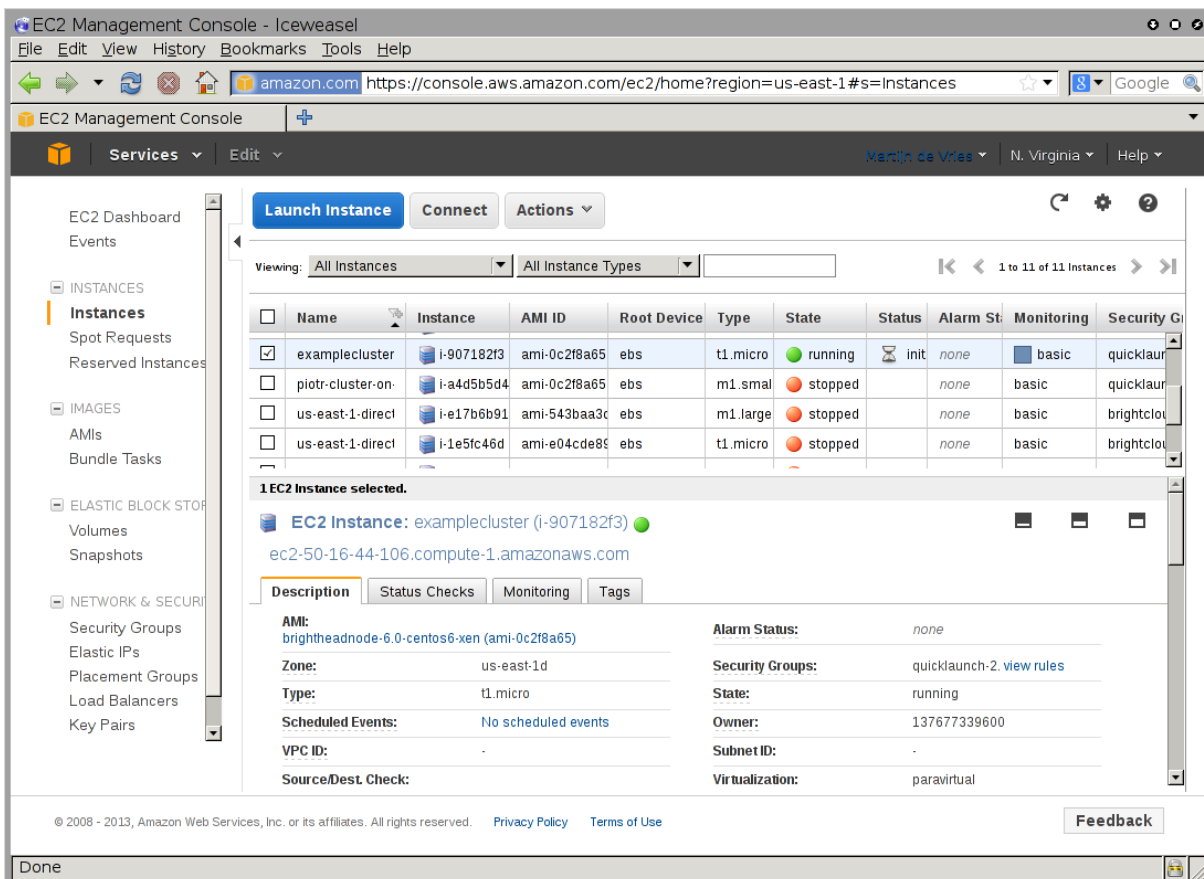 EC2 Management Console - Iceweasel
File Edit View History Bookmarks Tools Help
amazon.com https://console.aws.amazon.com/ec2/home?region=us-east-1#s=Instances 8 Google
EC2 Management Console
Services Edit Martijn de Vries N. Virginia Help
EC2 Dashboard
Events
INSTANCES
Instances
Spot Requests
Reserved Instances
IMAGES
AMIs
Bundle Tasks
ELASTIC BLOCK STOR
Volumes
Snapshots
NETWORK & SECURI
Security Groups
Elastic IPs
Placement Groups
Load Balancers
Key Pairs
Launch Instance Connect Actions
Viewing: All Instances All Instance Types 1 to 11 of 11 Instances
Name Instance AMI ID Root Device Type State Status Alarm St Monitoring Security G
examplecluster i-907182f3 ami-0c2f8a65 ebs t1.micro running init none basic quicklaun
piotr-cluster-on- i-a4d5b5d4 ami-0c2f8a65 ebs m1.smal stopped none basic quicklaun
us-east-1-direct i-e17b6b91 ami-543baa3d ebs m1.large stopped none basic brightclou
us-east-1-direct i-1e5fc46d ami-e04cde89 ebs t1.micro stopped none basic brightclou
1 EC2 Instance selected.
EC2 Instance: examplecluster (i-907182f3)
ec2-50-16-44-106.compute-1.amazonaws.com
Description Status Checks Monitoring Tags
AMI:
brightheadnode-6.0-centos6-xen (ami-0c2f8a65)
Alarm Status: none
Zone: us-east-1d
Security Groups: quicklaunch-2. view rules
Type: t1.micro
State: running
Scheduled Events: No scheduled events
Owner: 137677339600
VPC ID: -
Subnet ID: -
Source/Dest. Check:
Virtualization: paravirtual
© 2008 - 2013, Amazon Web Services, Inc. or its affiliates. All rights reserved. Privacy Policy Terms of Use Feedback
Done